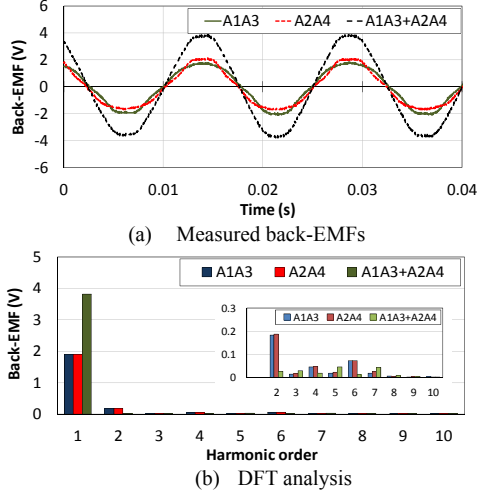 A1A3 A2A4 A1A3+A2A4
Back-EMF (V)
6
4
2
0
-2
-4
-6
0 0.01 0.02 0.03 0.04
Time (s)
(a) Measured back-EMFs
A1A3 A2A4 A1A3+A2A4
Back-EMF (V)
5
4
3
2
1
0
A1A3 A2A4 A1A3+A2A4
0.3
0.2
0.1
0
2 3 4 5 6 7 8 9 10
1 2 3 4 5 6 7 8 9 10
Harmonic order
(b) DFT analysis